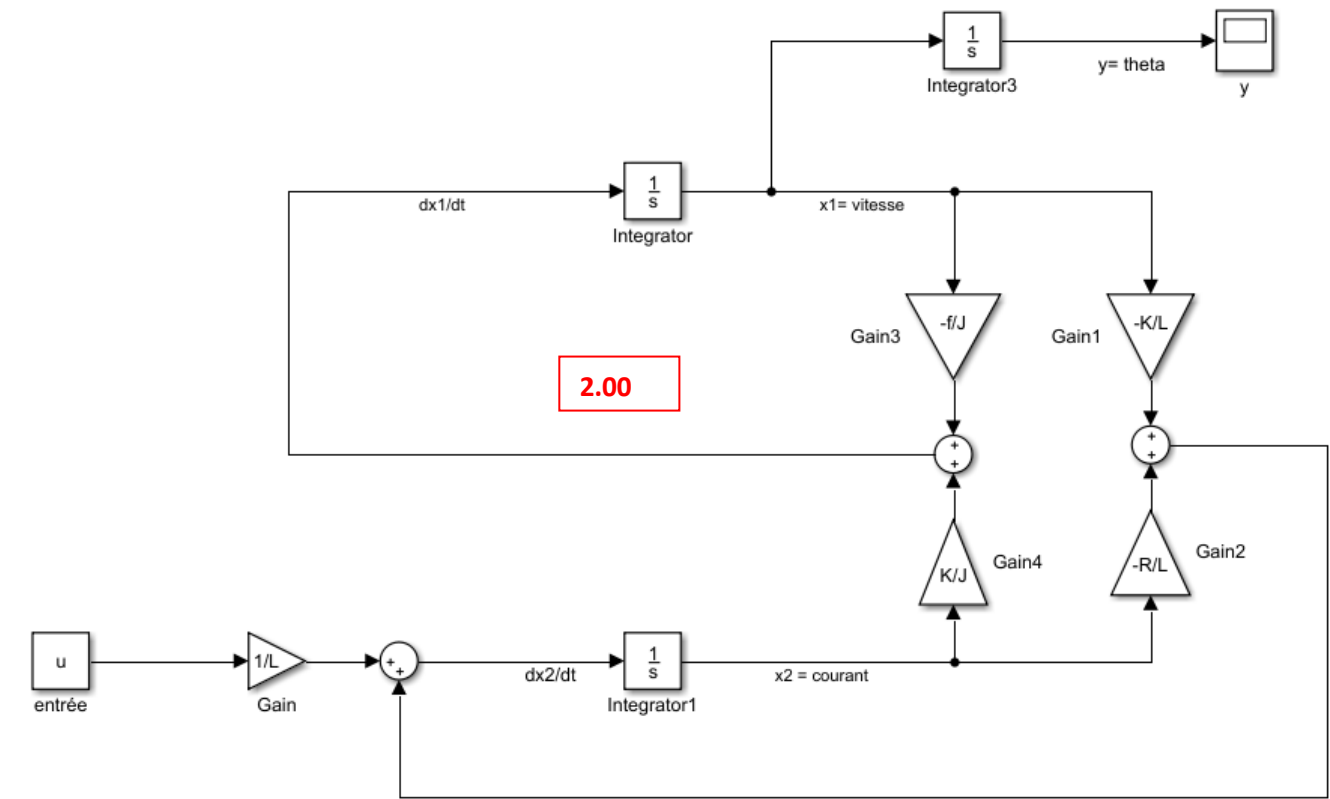 1
s
Integrator3
y= theta
y
1
s
Integrator
dx1/dt
x1= vitesse
Gain3
-f/J
Gain1
-K/L
2.00
+
+
+
+
K/J
Gain4
-R/L
Gain2
u
entrée
1/L
Gain
+
+
dx2/dt
1
s
Integrator1
x2 = courant